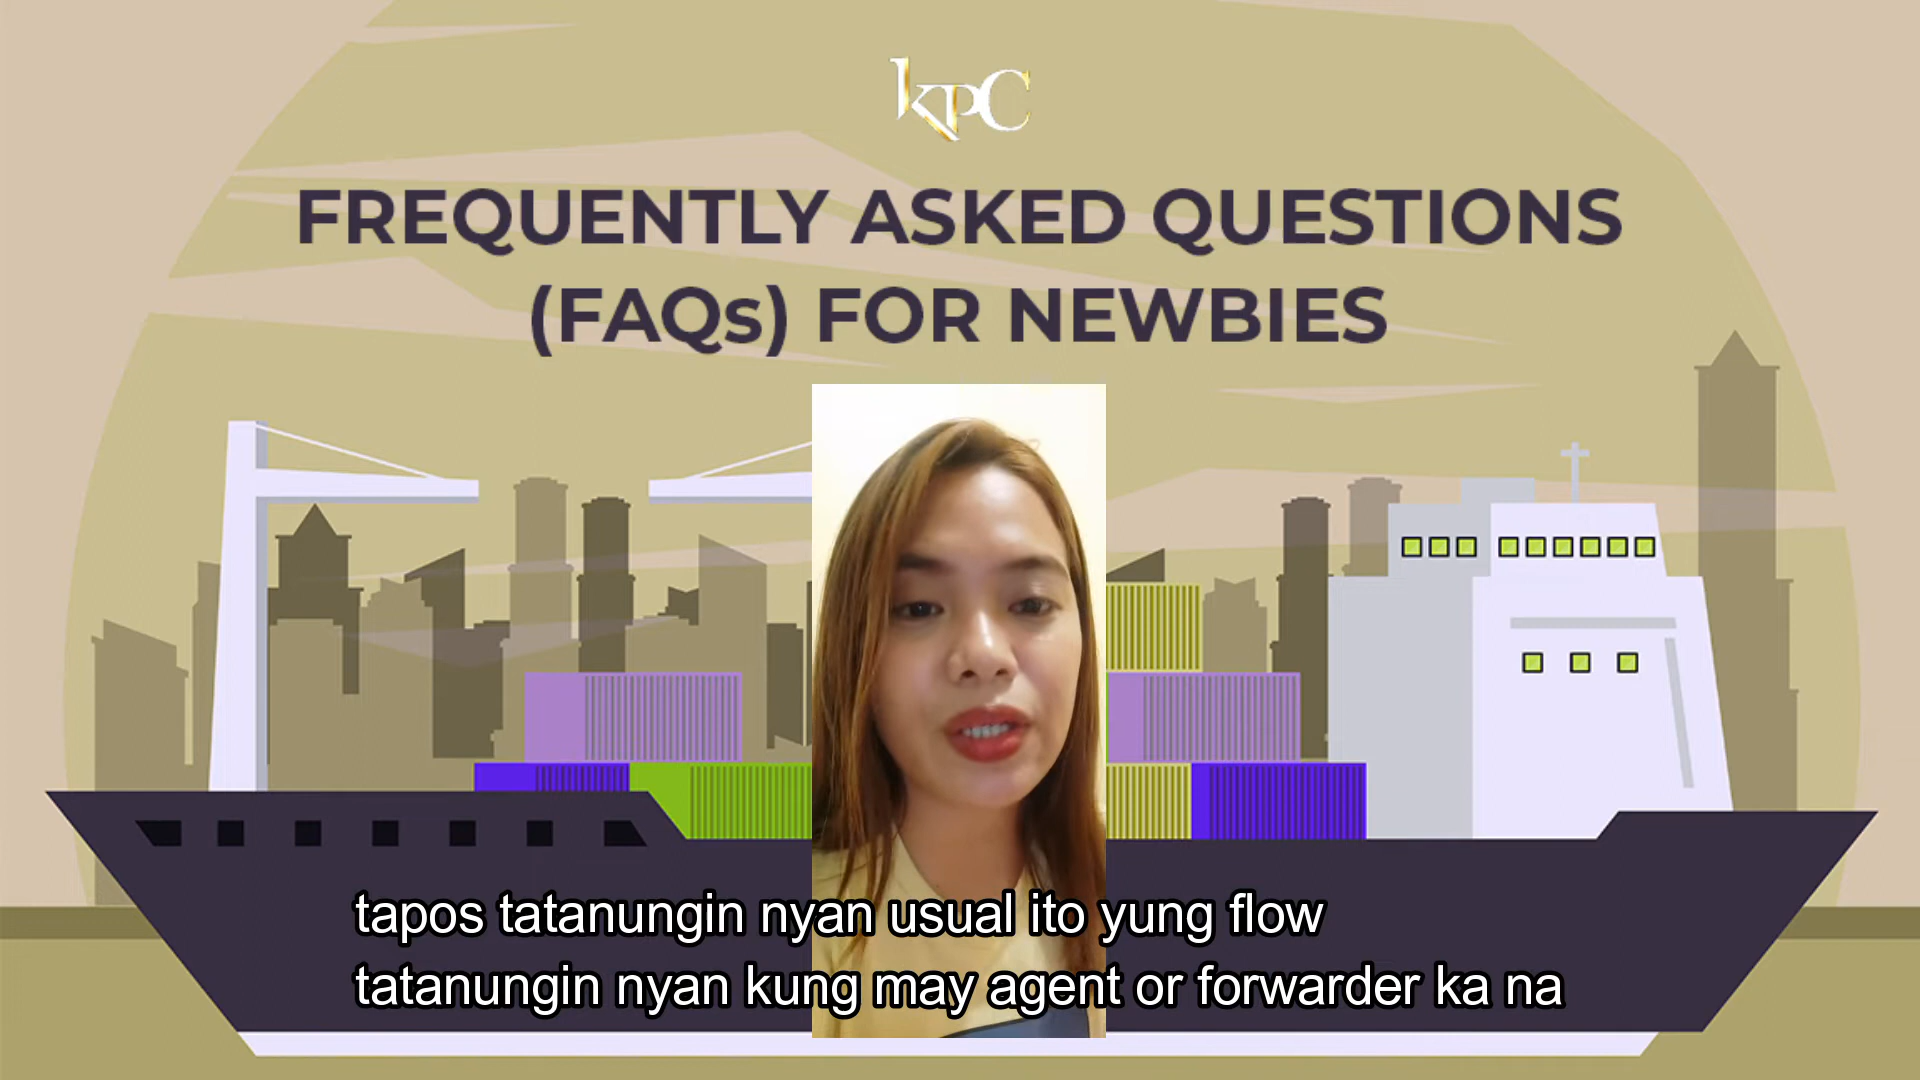 KPC
FREQUENTLY ASKED QUESTIONS
(FAQs) FOR NEWBIES
tapos tatanungin nyan usual ito yung flow
tatanungin nyan kung may agent or forwarder ka na